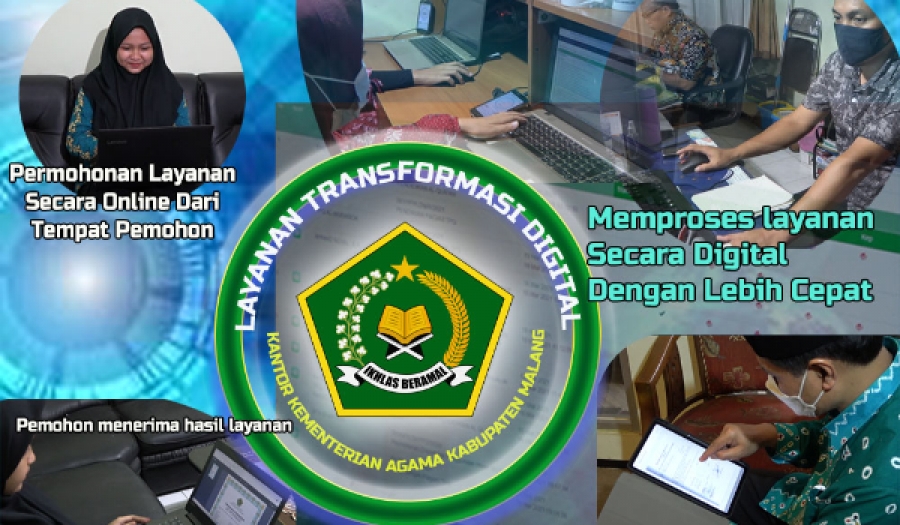 Permohonan Layanan
Secara Online Dari
Tempat Pemohon
LAYANAN TRANSFORMASI DIGITAL
IKHLAS BERAMAL
KANTOR KEMENTERIAN AGAMA KABUPATEN MALANG
Memproses layanan
Secara Digital
Dengan Lebih Cepat
Pemohon menerima hasil layanan